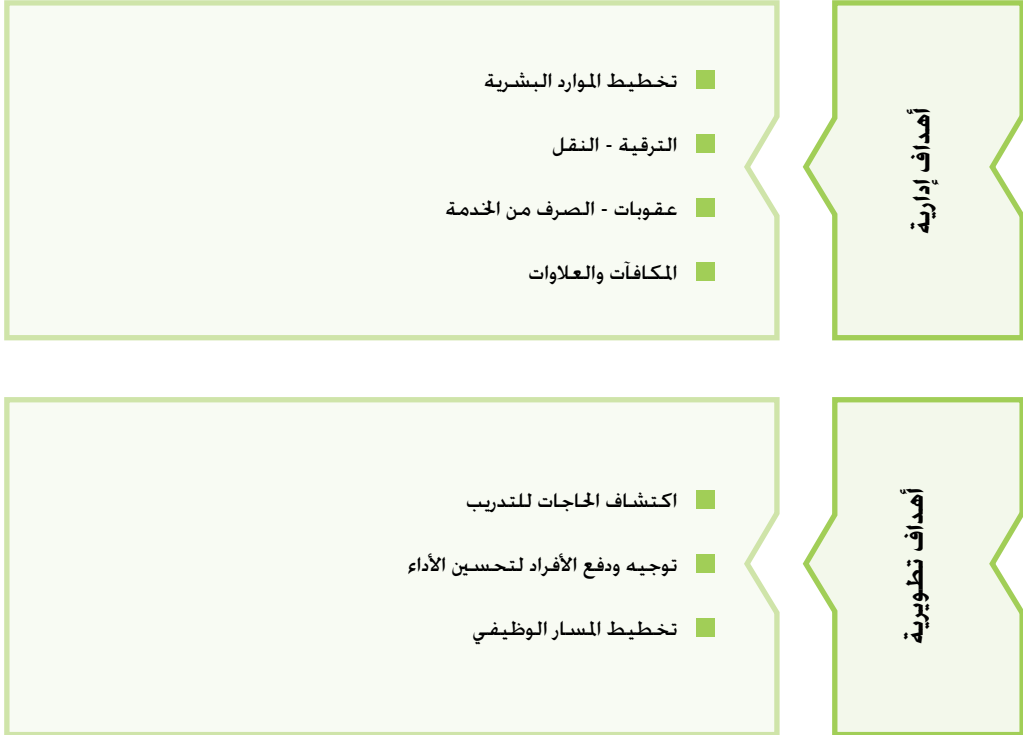 أهداف إدارية
تخطيط الموارد البشرية
الترقية - النقل
عقوبات - الصرف من الخدمة
المكافآت والعلاوات
أهداف تطويرية
اكتشاف الحاجات للتدريب
توجيه ودفع الأفراد لتحسين الأداء
تخطيط المسار الوظيفي